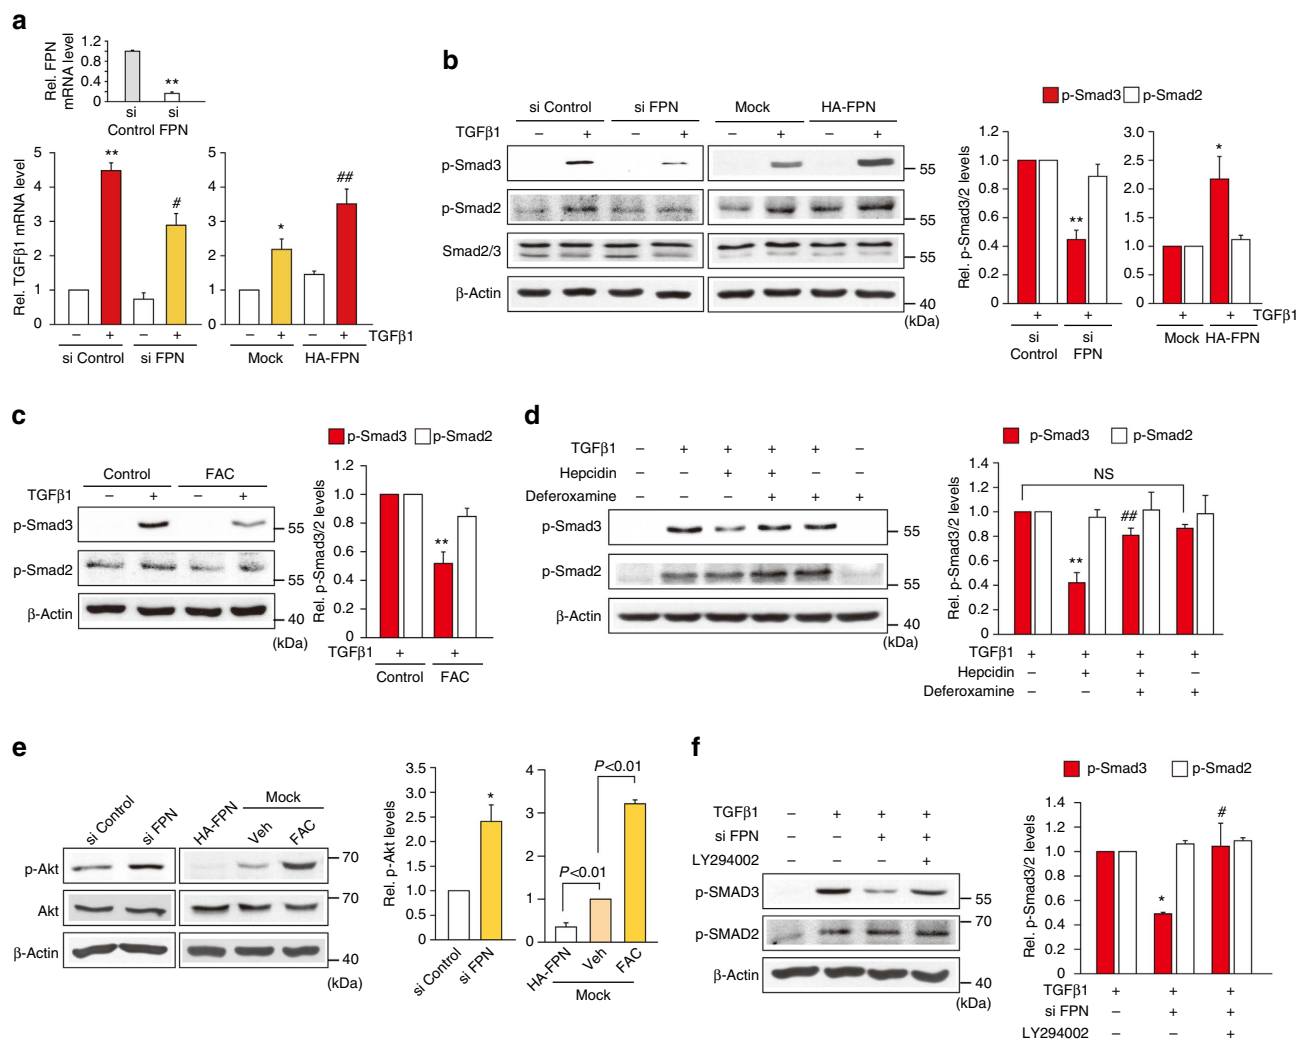 a
Rel. FPN
mRNA level
1.2
0.8
0.4
0
**
si si
Control FPN
Rel. TGFβ1 mRNA level
5
4
3
2
1
0
**
#
5
4
3
2
1
0
*
##
– + – + – + – + TGFβ1
si Control si FPN Mock HA-FPN
b
si Control si FPN Mock HA-FPN
TGFβ1 – + – + – + – +
p-Smad3 55
p-Smad2 55
Smad2/3 55
β-Actin 40
(kDa)
p-Smad3 p-Smad2
Rel. p-Smad3/2 levels
1.2
1.0
0.8
0.6
0.4
0.2
0
**
3.0
2.5
2.0
1.5
1.0
0.5
0
*
+ + + + TGFβ1
si Control si FPN Mock HA-FPN
c
Control FAC
TGFβ1 – + – +
p-Smad3 55
p-Smad2 55
β-Actin 40
(kDa)
p-Smad3 p-Smad2
Rel. p-Smad3/2 levels
1.2
1.0
0.8
0.6
0.4
0.2
0
**
TGFβ1 + +
Control FAC
d
TGFβ1 – + + + + –
Hepcidin – – + + – –
Deferoxamine – – – + + +
p-Smad3 55
p-Smad2 55
β-Actin 40
(kDa)
p-Smad3 p-Smad2
Rel. p-Smad3/2 levels
1.4
1.2
1.0
0.8
0.6
0.4
0.2
0
NS
**
##
TGFβ1 + + + +
Hepcidin – + + –
Deferoxamine – – + +
e
si Control si FPN HA-FPN Mock
Veh FAC
p-Akt 70
Akt 70
β-Actin 40
(kDa)
Rel. p-Akt levels
3.5
3.0
2.5
2.0
1.5
1.0
0.5
0
*
si Control si FPN
4
3
2
1
0
P<0.01
P<0.01
HA-FPN Veh FAC
Mock
f
TGFβ1 – + + +
si FPN – – + +
LY294002 – – – +
p-SMAD3 55
p-SMAD2 70
β-Actin 40
(kDa)
p-Smad3 p-Smad2
Rel. p-Smad3/2 levels
1.4
1.2
1.0
0.8
0.6
0.4
0.2
0
*
#
TGFβ1 + + +
si FPN – + +
LY294002 – – +